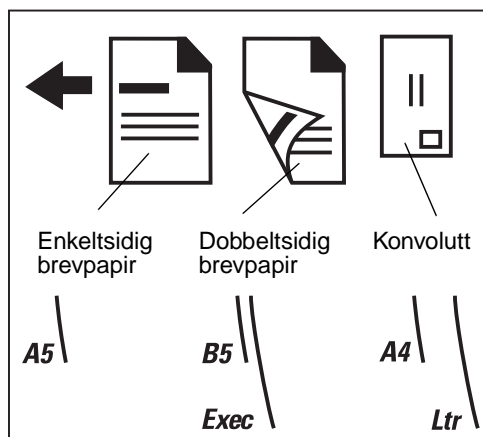 Enkeltsidig
brevpapir
Dobbeltsidig
brevpapir
Konvolutt
A5
B5
A4
Exec
Ltr